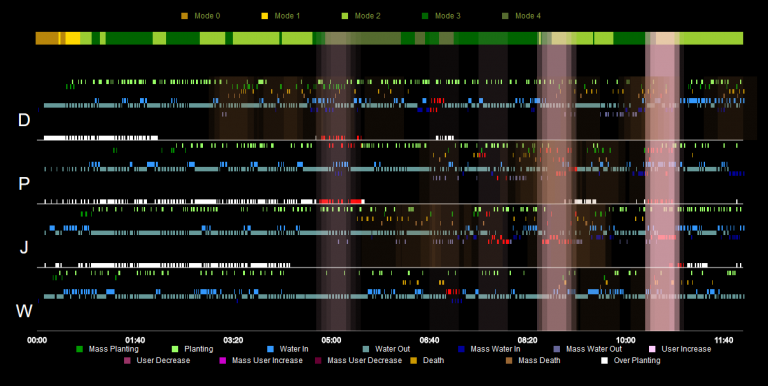 Mode 0 Mode 1 Mode 2 Mode 3 Mode 4
D
P
J
W
00:00 01:40 03:20 05:00 06:40 08:20 10:00 11:40
Mass Planting Planting Water In Water Out Mass Water In Mass Water Out User Increase
User Decrease Mass User Increase Mass User Decrease Death Mass Death Over Planting